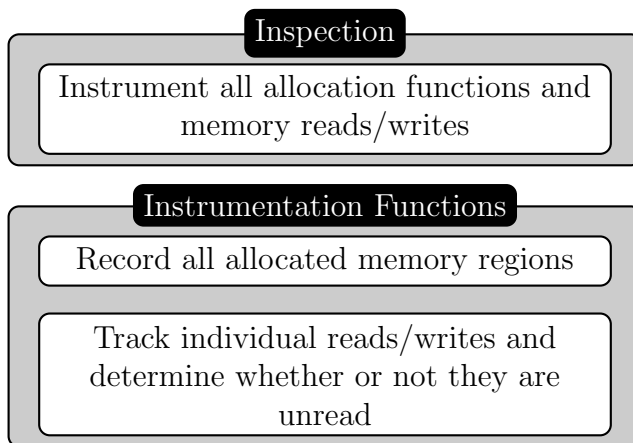 Inspection
Instrument all allocation functions and
memory reads/writes
Instrumentation Functions
Record all allocated memory regions
Track individual reads/writes and
determine whether or not they are
unread